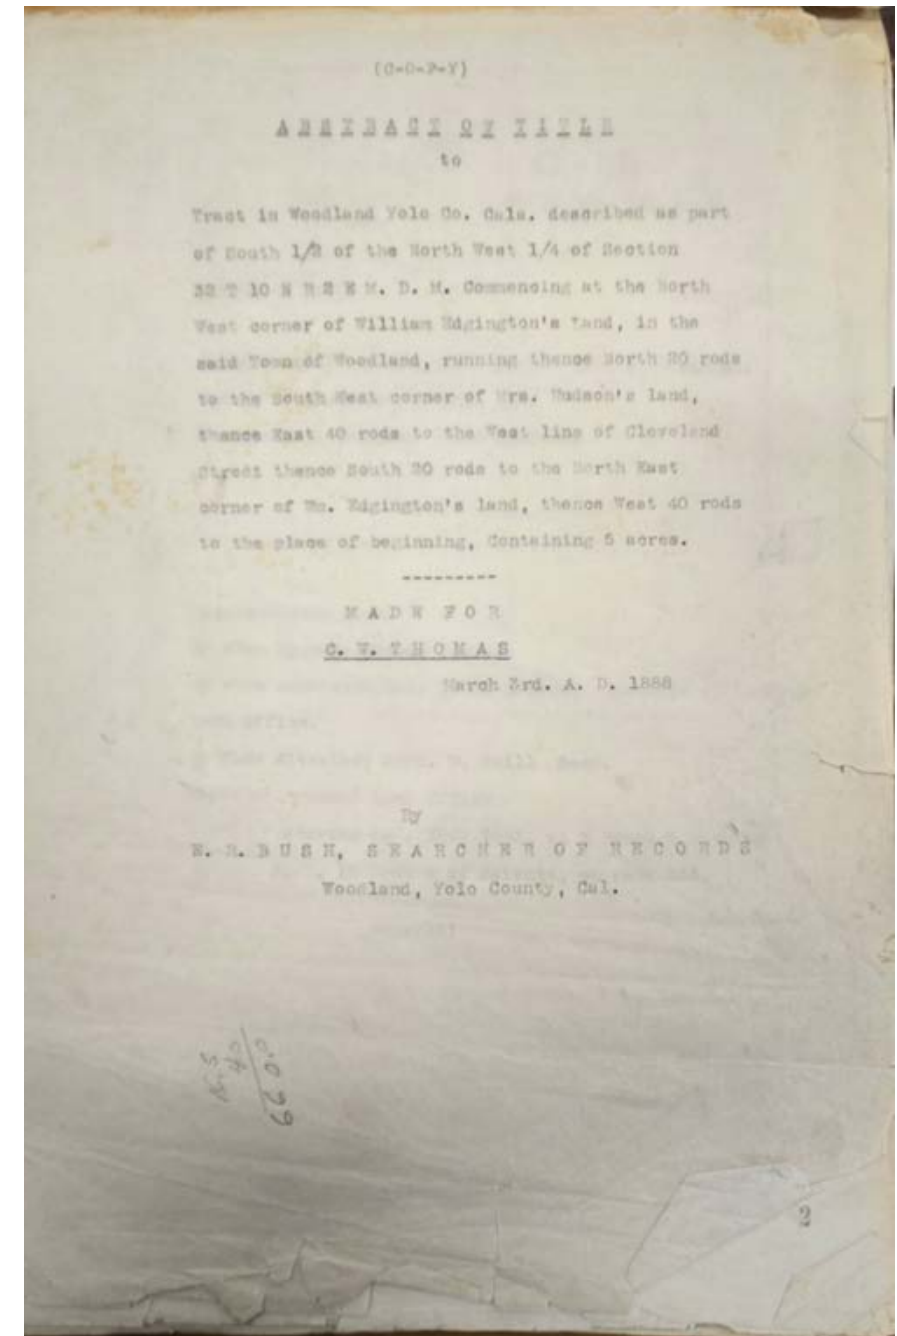 (C-O-P-Y)
ABSTRACT OF TITLE
to
Tract in Woodland Yolo Co. Cala. described as part
of South 1/2 of the North West 1/4 of Section
32 T 10 N R 2 E M. D. M. Commencing at the North
West corner of William Edgington's Land, in the
said Town of Woodland, running thence North 20 rods
to the South West corner of Mrs. Hudson's land,
thence East 40 rods to the West line of Cleveland
Street thence South 20 rods to the North East
corner of Wm. Edgington's land, thence West 40 rods
to the place of beginning, Containing 5 acres.
---------
MADE FOR
C. W. THOMAS
March 3rd. A. D. 1888
By
E. R. BUSH, SEARCHER OF RECORDS
Woodland, Yolo County, Cal.
16.5
40
660.0
2